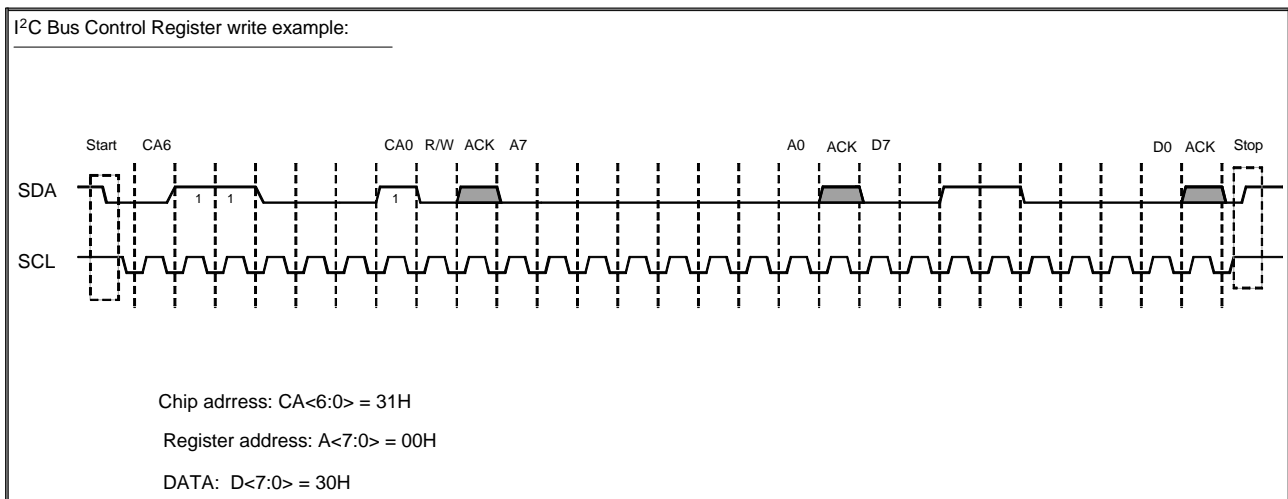 I²C Bus Control Register write example:
Start CA6 CA0 R/W ACK A7 A0 ACK D7 D0 ACK Stop
SDA 1 1 1
SCL
Chip adrress: CA<6:0> = 31H
Register address: A<7:0> = 00H
DATA: D<7:0> = 30H